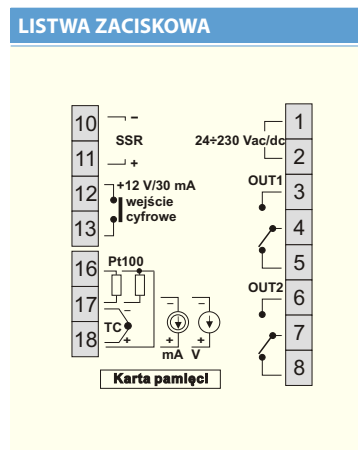 LISTWA ZACISKOWA
10 – 1
SSR 24÷230 Vac/dc
11 + 2
12 +12 V/30 mA OUT1 3
wejście
cyfrowe
13 4
16 Pt100 5
17 – OUT2 6
TC – –
18 + + + 7
mA V
Karta pamięci 8